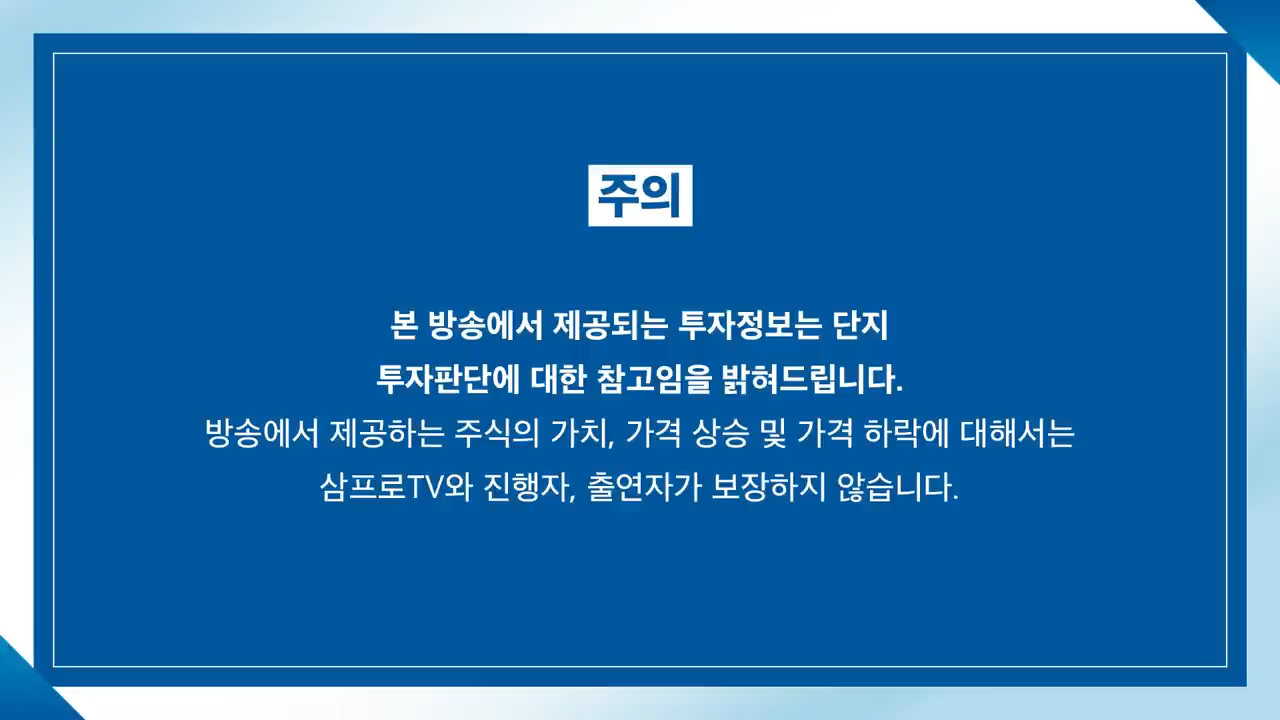 주의
본 방송에서 제공되는 투자정보는 단지
투자판단에 대한 참고임을 밝혀드립니다.
방송에서 제공하는 주식의 가치, 가격 상승 및 가격 하락에 대해서는
삼프로TV와 진행자, 출연자가 보장하지 않습니다.